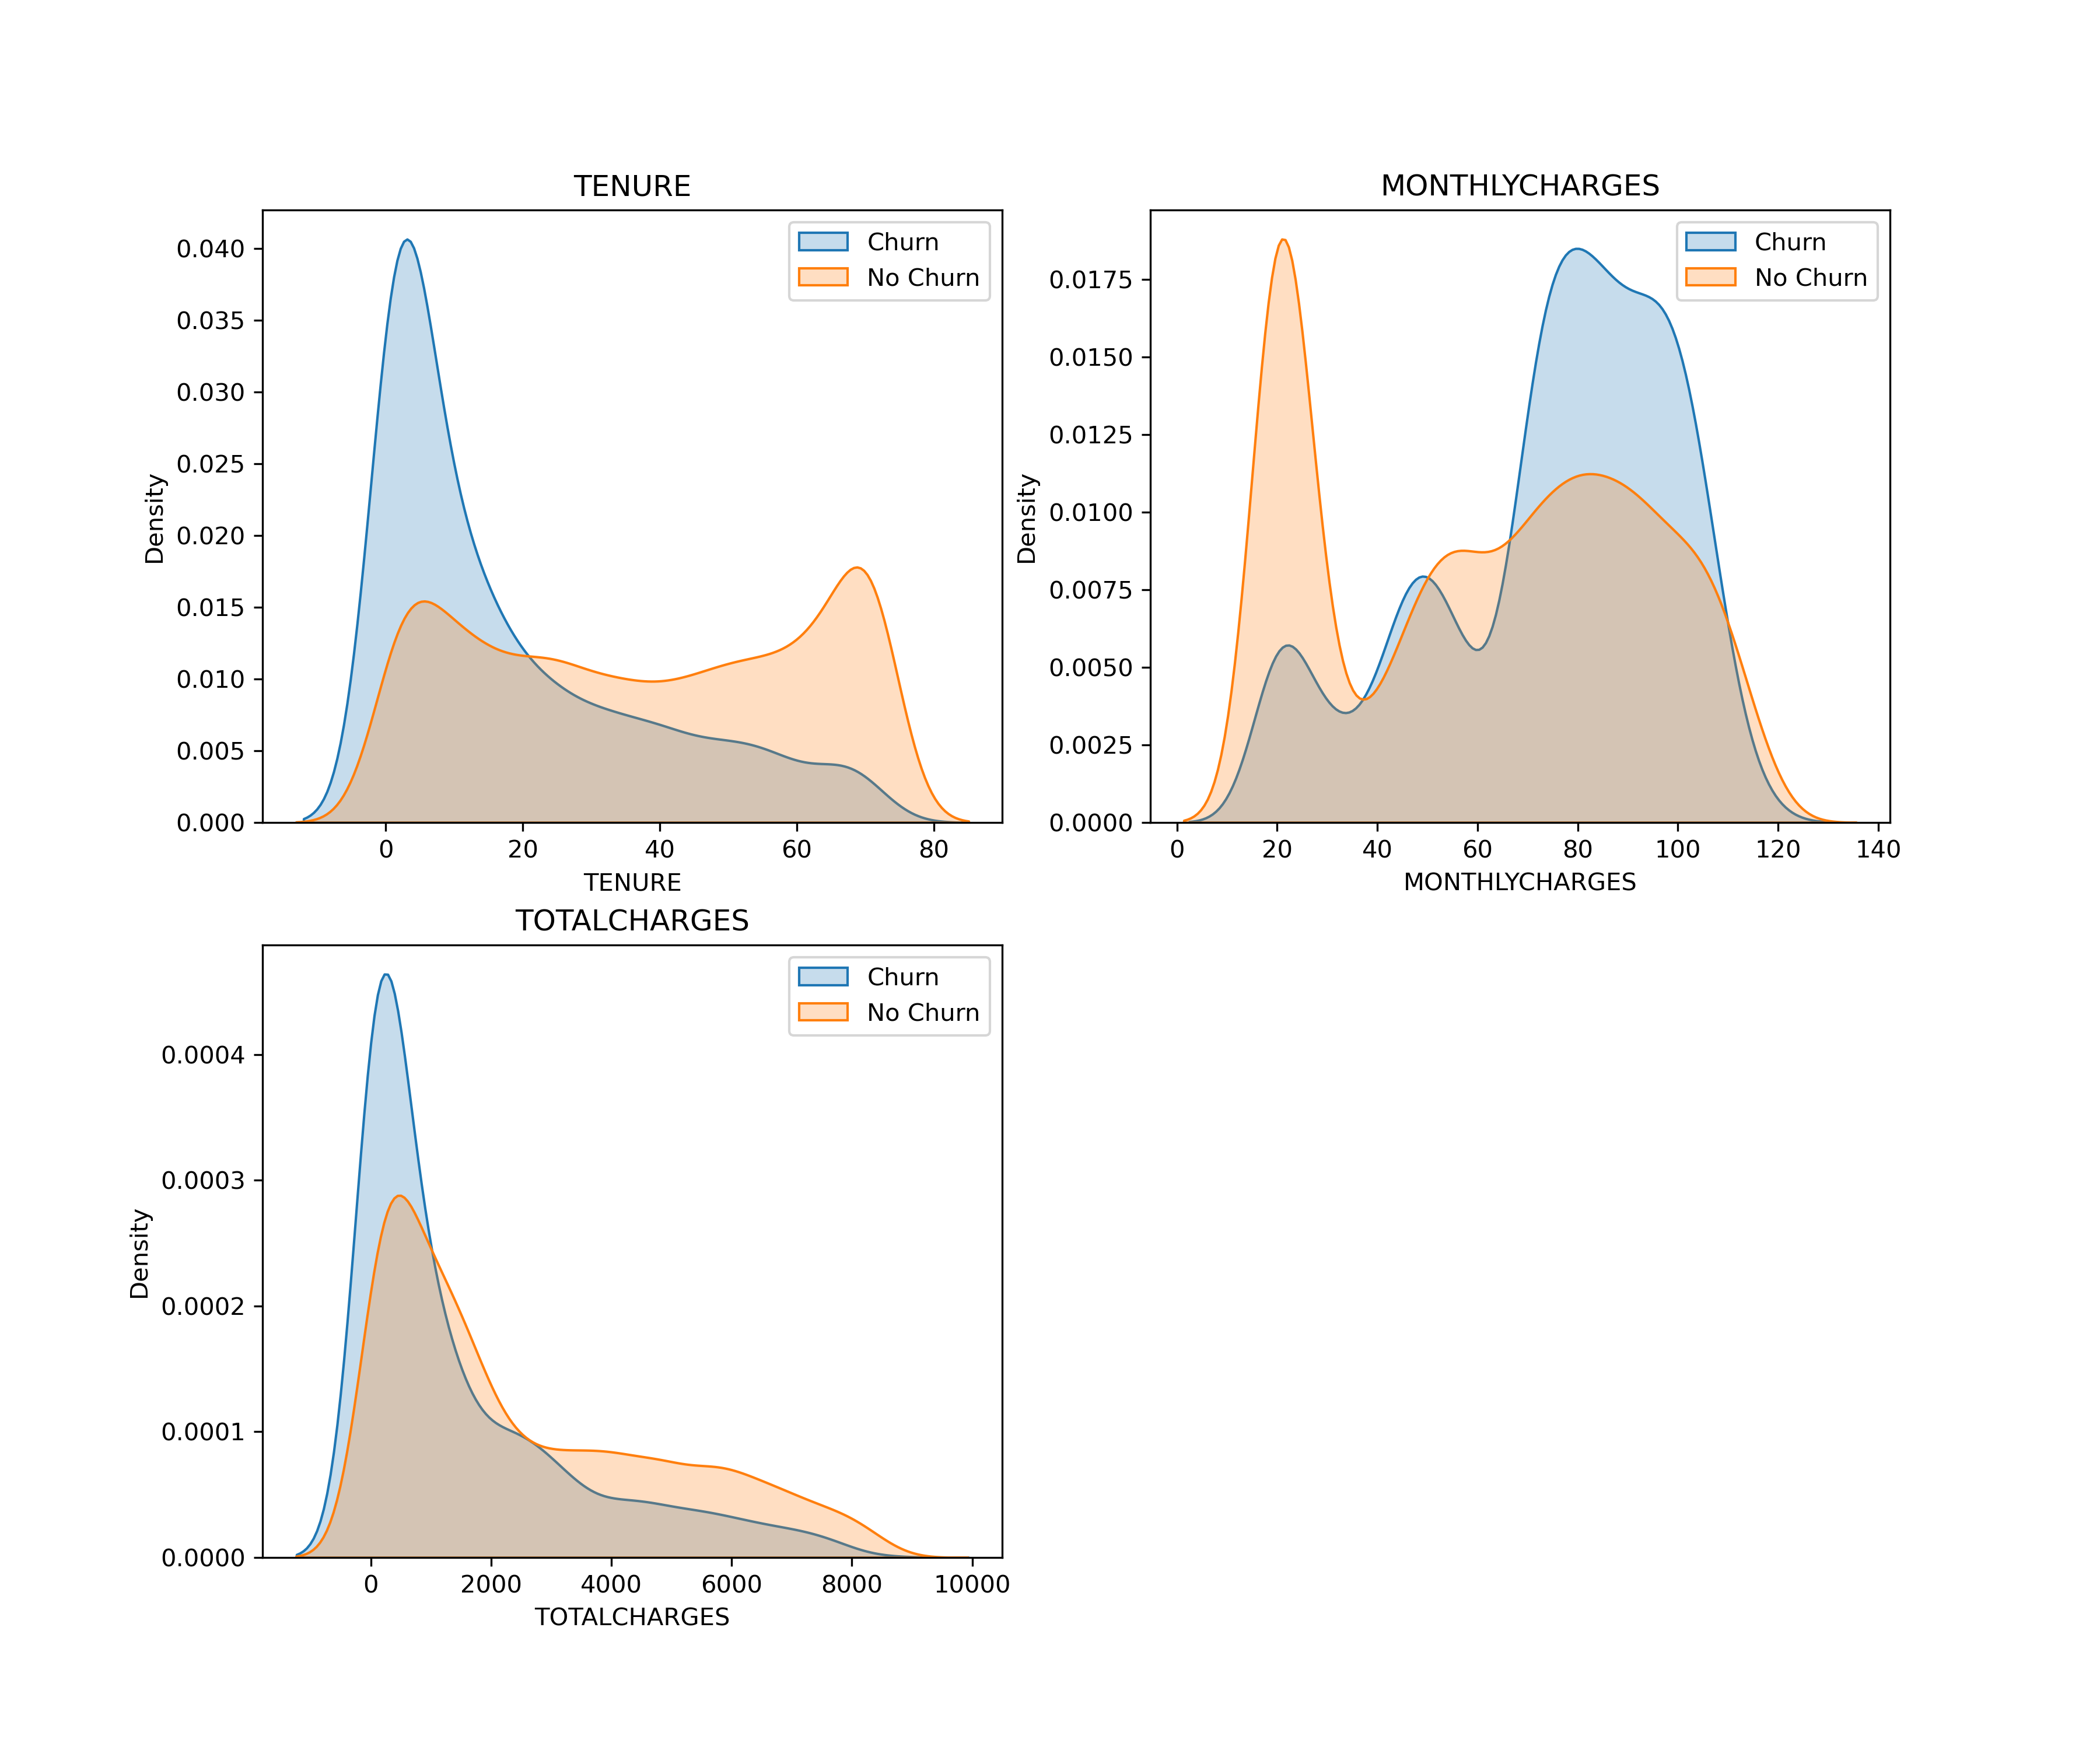 TENURE
0.040
0.035
0.030
0.025
0.020
0.015
0.010
0.005
0.000
Density
0 20 40 60 80
TENURE
Churn
No Churn
MONTHLYCHARGES
0.0175
0.0150
0.0125
0.0100
0.0075
0.0050
0.0025
0.0000
Density
0 20 40 60 80 100 120 140
MONTHLYCHARGES
Churn
No Churn
TOTALCHARGES
0.0004
0.0003
0.0002
0.0001
0.0000
Density
0 2000 4000 6000 8000 10000
TOTALCHARGES
Churn
No Churn